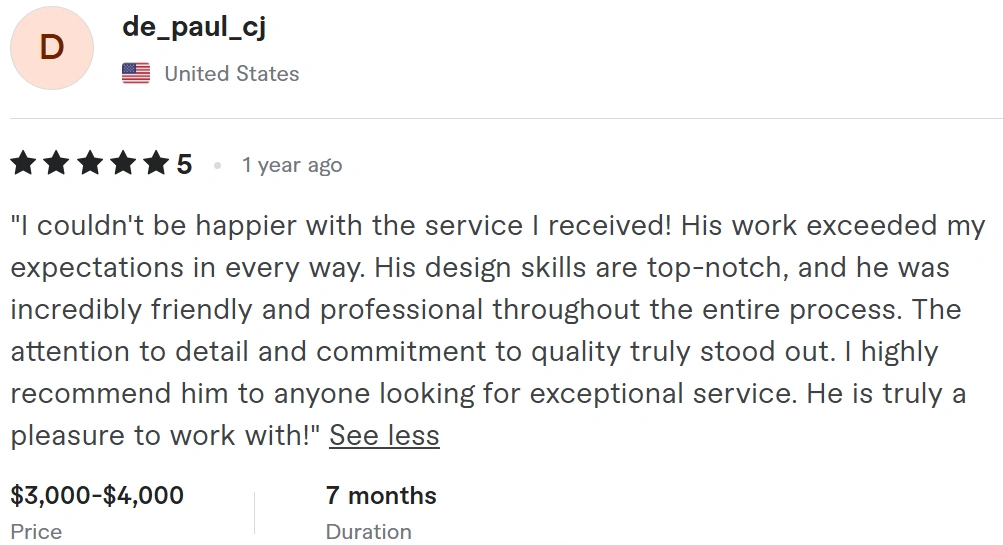 D
de_paul_cj
United States
5 • 1 year ago
"I couldn't be happier with the service I received! His work exceeded my
expectations in every way. His design skills are top-notch, and he was
incredibly friendly and professional throughout the entire process. The
attention to detail and commitment to quality truly stood out. I highly
recommend him to anyone looking for exceptional service. He is truly a
pleasure to work with!" See less
$3,000-$4,000
Price
7 months
Duration